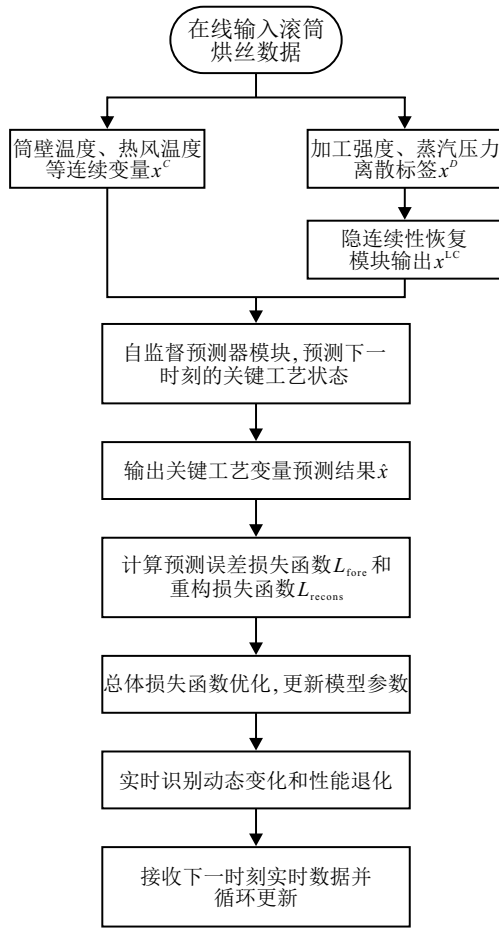 在线输入滚筒
烘丝数据
筒壁温度、热风温度
等连续变量x^C
加工强度、蒸汽压力
离散标签x^D
隐连续性恢复
模块输出x^LC
自监督预测器模块,预测下一
时刻的关键工艺状态
输出关键工艺变量预测结果x̂
计算预测误差损失函数L_fore 和
重构损失函数L_recons
总体损失函数优化,更新模型参数
实时识别动态变化和性能退化
接收下一时刻实时数据并
循环更新